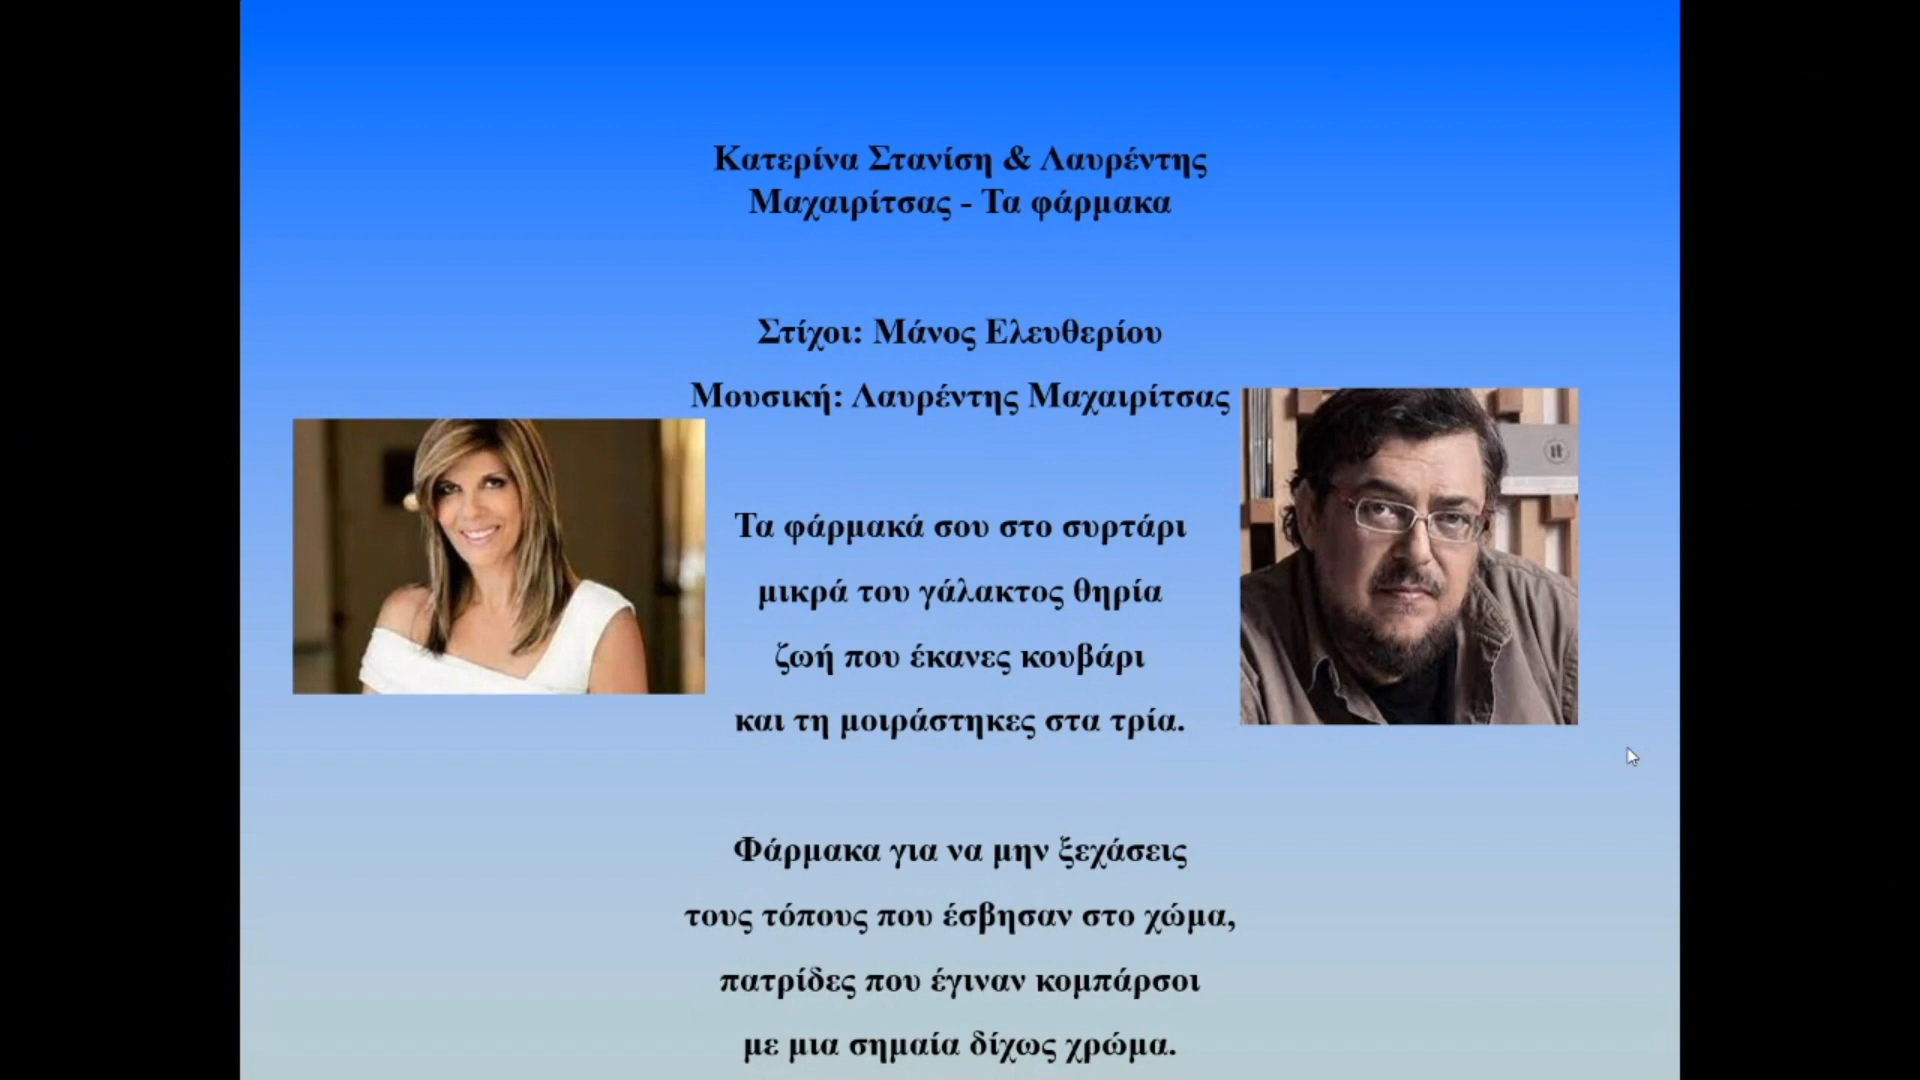 Κατερίνα Στανίση & Λαυρέντης
Μαχαιρίτσας - Τα φάρμακα
Στίχοι: Μάνος Ελευθερίου
Μουσική: Λαυρέντης Μαχαιρίτσας
Τα φάρμακά σου στο συρτάρι
μικρά του γάλακτος θηρία
ζωή που έκανες κουβάρι
και τη μοιράστηκες στα τρία.
Φάρμακα για να μην ξεχάσεις
τους τόπους που έσβησαν στο χώμα,
πατρίδες που έγιναν κομπάρσοι
με μια σημαία δίχως χρώμα.